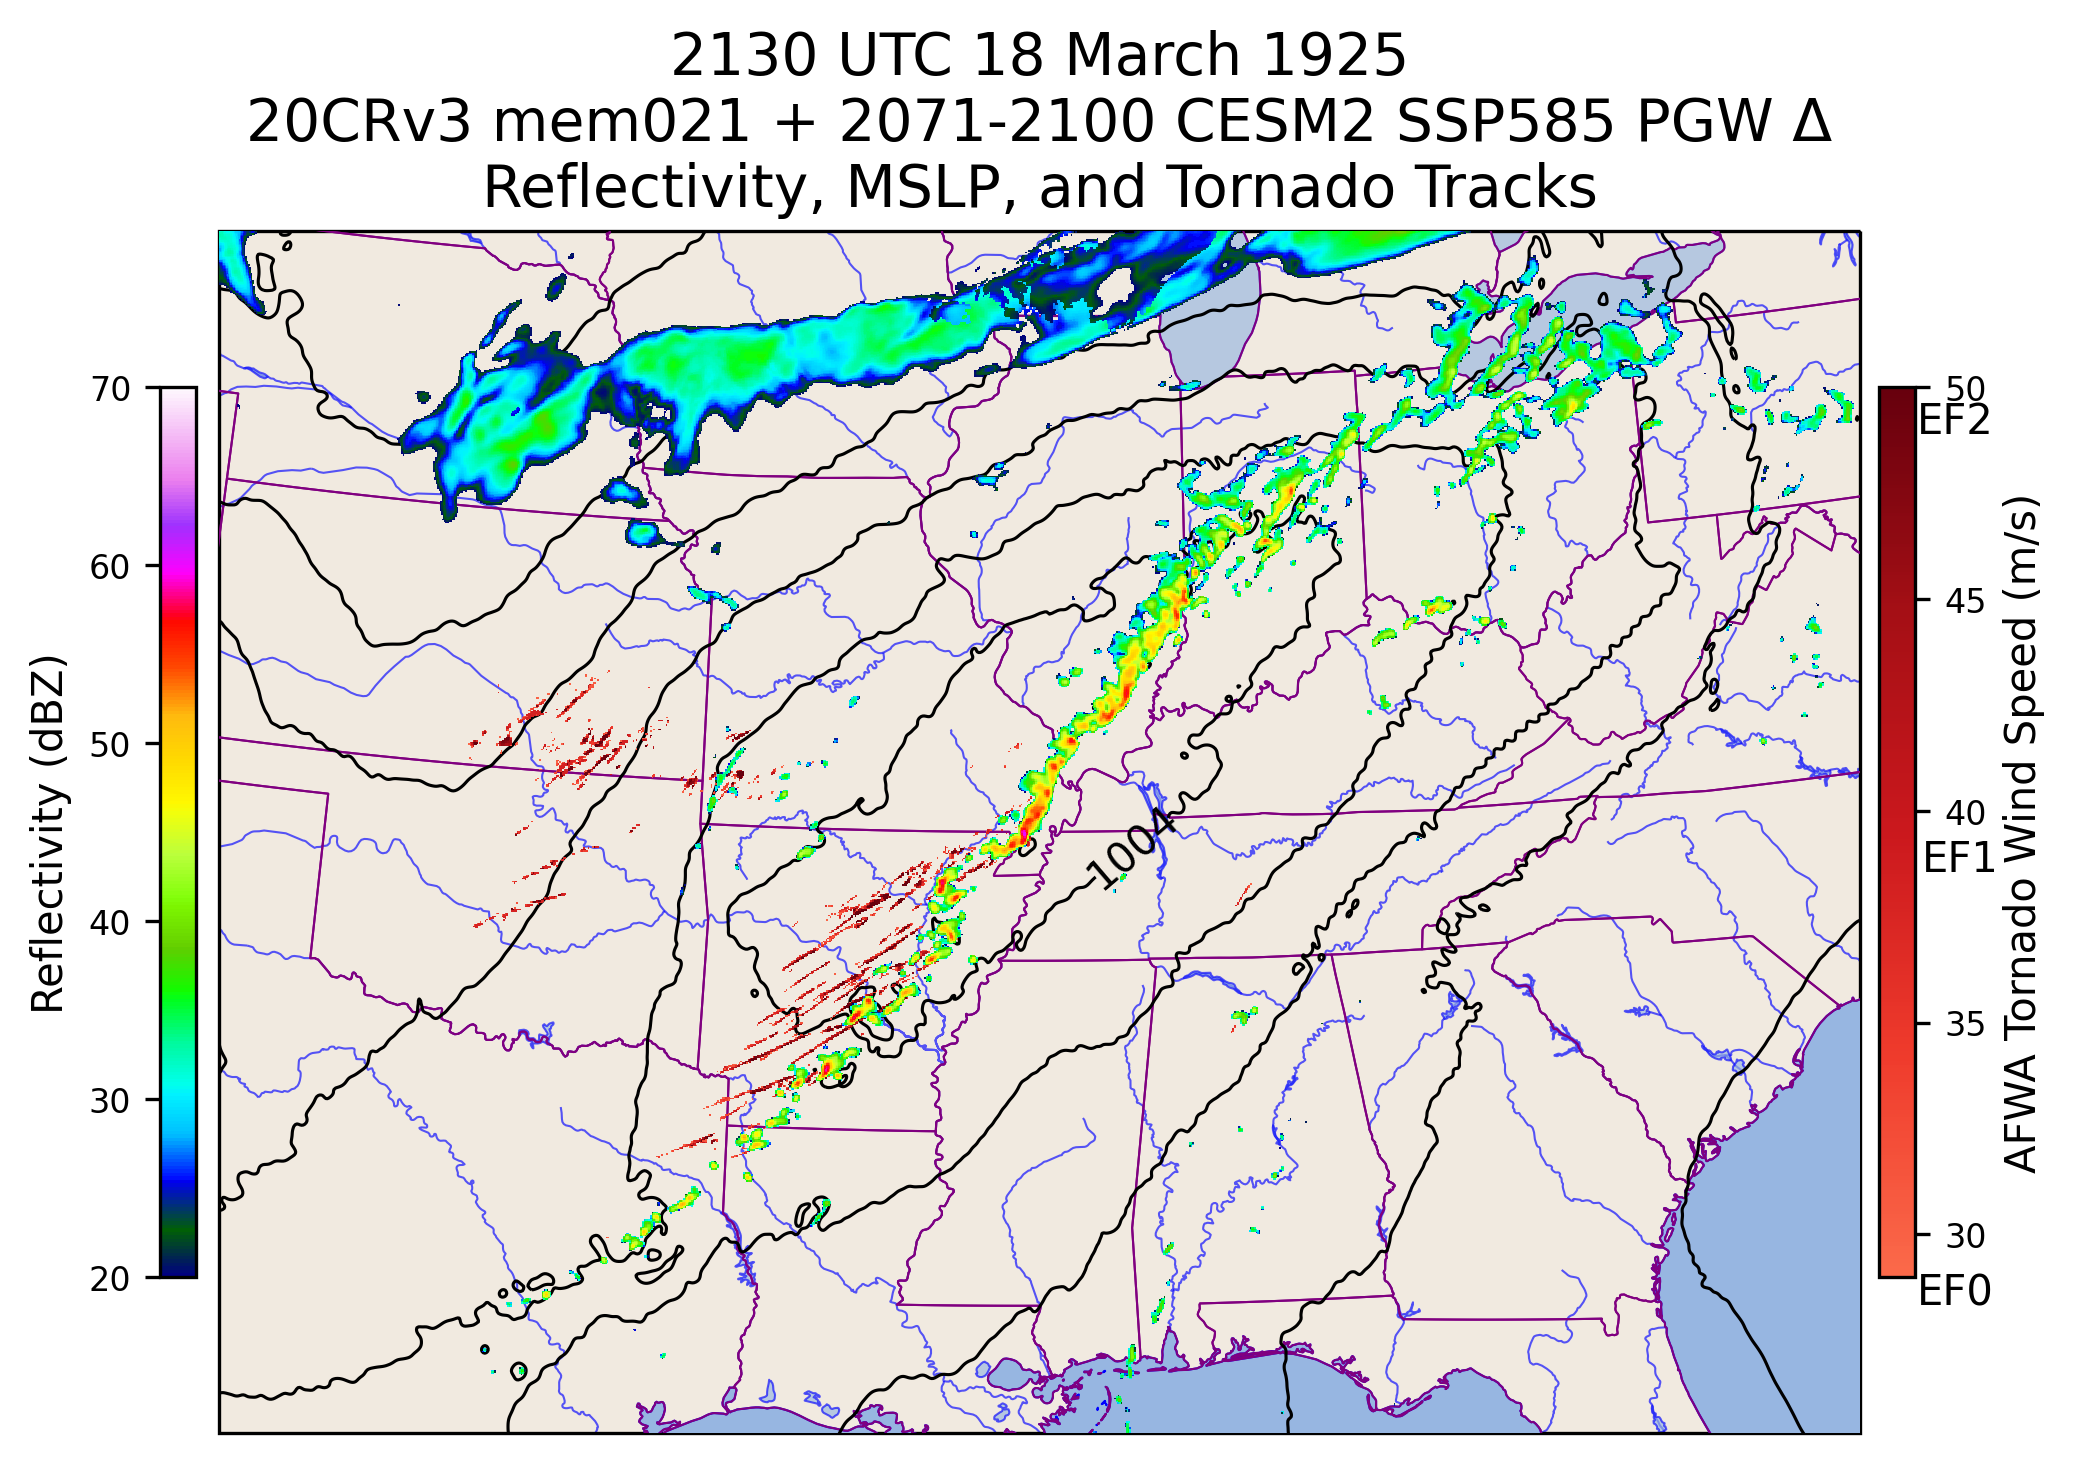 2130 UTC 18 March 1925
20CRv3 mem021 + 2071-2100 CESM2 SSP585 PGW Δ
Reflectivity, MSLP, and Tornado Tracks
70
60
50
40
30
20
Reflectivity (dBZ)
-1004
50
EF2
45
40
EF1
35
30
EF0
AFWA Tornado Wind Speed (m/s)